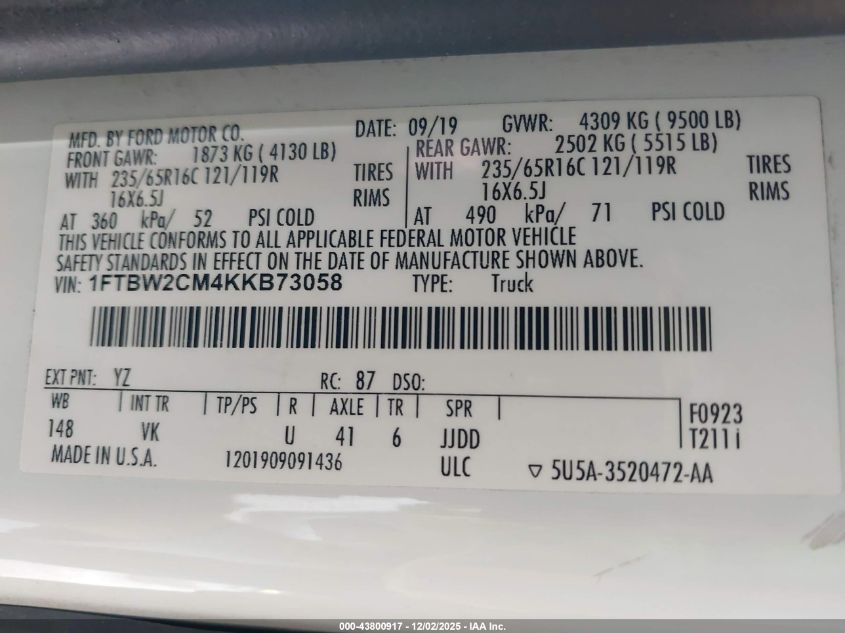 MFD. BY FORD MOTOR CO. DATE: 09/19 GVWR: 4309 KG ( 9500 LB)
FRONT GAWR: 1873 KG ( 4130 LB) REAR GAWR: 2502 KG ( 5515 LB)
WITH 235/65R16C 121/119R TIRES WITH 235/65R16C 121/119R TIRES
16X6.5J RIMS 16X6.5J RIMS
AT 360 kPa/ 52 PSI COLD AT 490 kPa/ 71 PSI COLD
THIS VEHICLE CONFORMS TO ALL APPLICABLE FEDERAL MOTOR VEHICLE
SAFETY STANDARDS IN EFFECT ON THE DATE OF MANUFACTURE SHOWN ABOVE.
VIN: 1FTBW2CM4KKB73058 TYPE: Truck
EXT PNT: YZ RC: 87 DSO:
WB INT TR TP/PS R AXLE TR SPR F0923
148 VK U 41 6 JJDD T211i
MADE IN U.S.A. 1201909091436 ULC ▽ 5U5A-3520472-AA
000-43800917 - 12/02/2025 - IAA Inc.